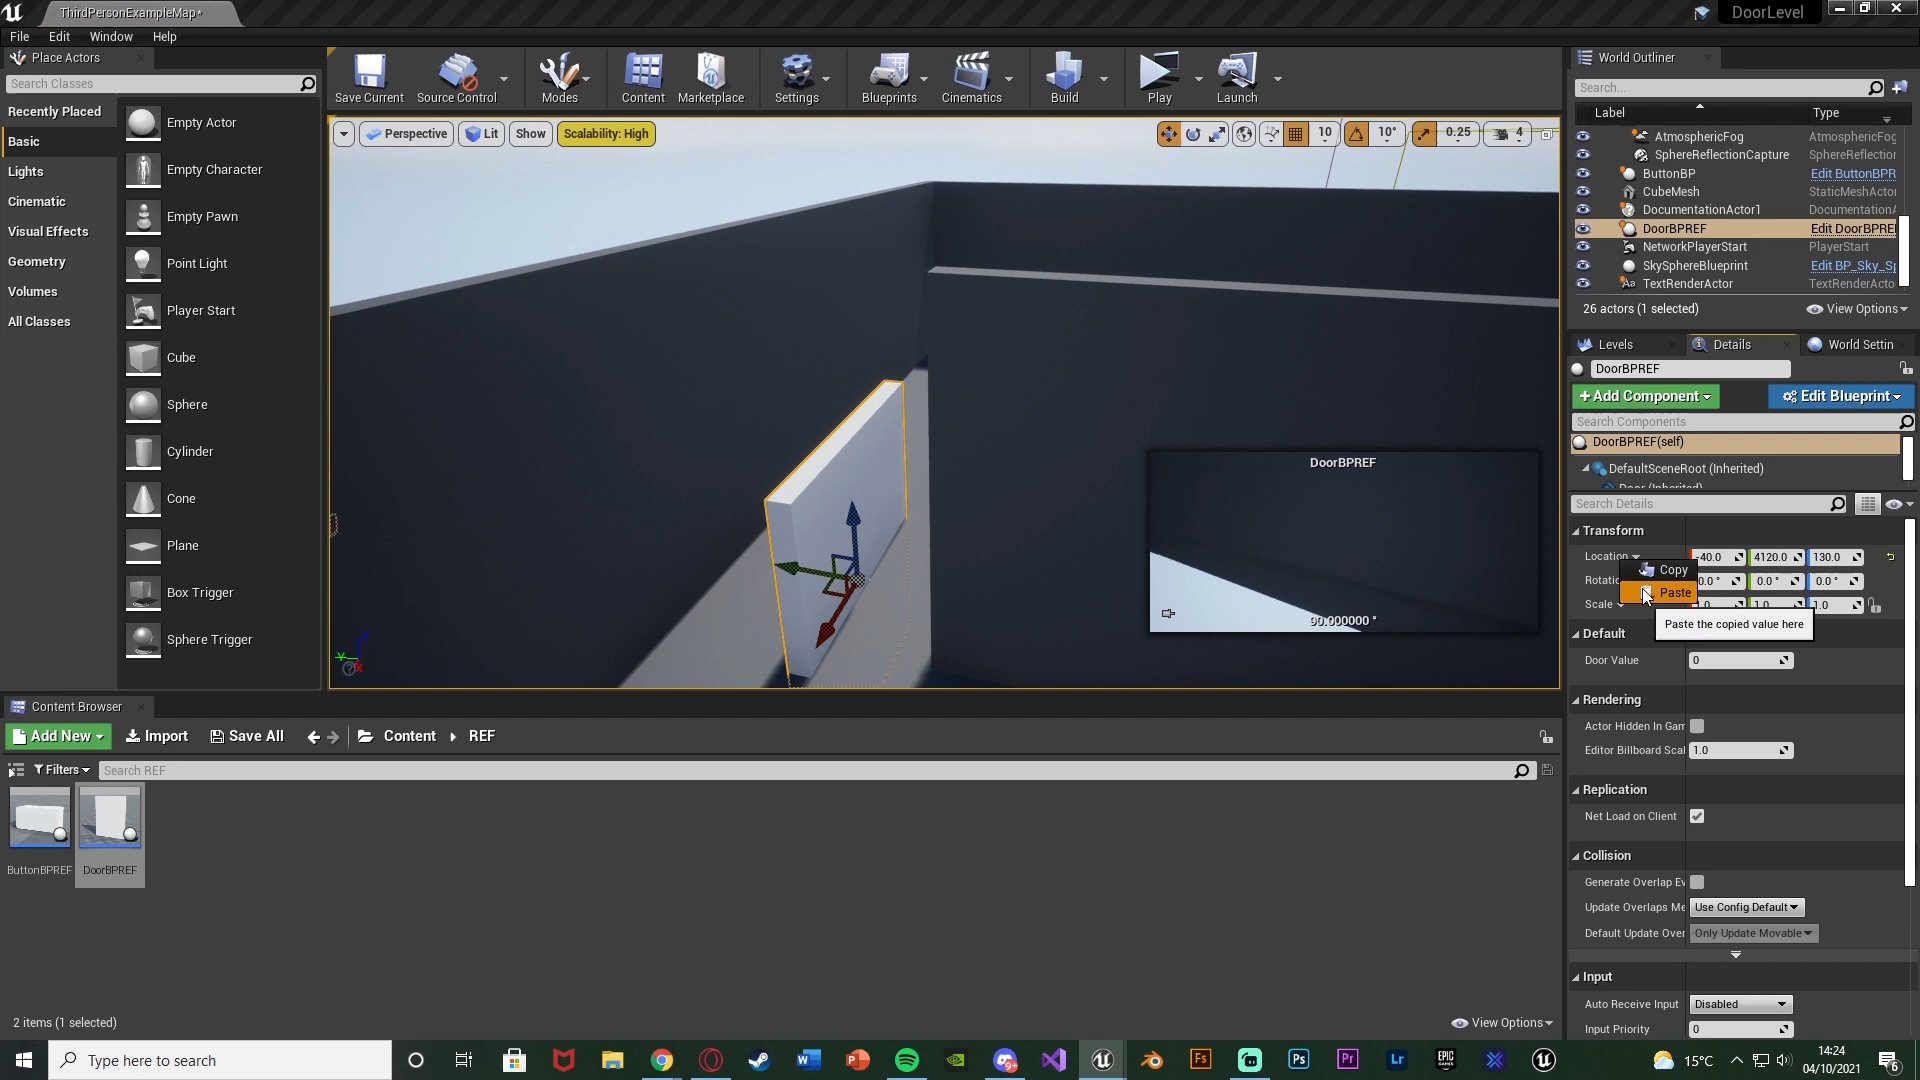 ThirdPersonExampleMap*
DoorLevel
File Edit Window Help
Place Actors
Search Classes
Recently Placed
Basic
Lights
Cinematic
Visual Effects
Geometry
Volumes
All Classes
Empty Actor
Empty Character
Empty Pawn
Point Light
Player Start
Cube
Sphere
Cylinder
Cone
Plane
Box Trigger
Sphere Trigger
Save Current Source Control Modes Content Marketplace Settings Blueprints Cinematics Build Play Launch
Perspective Lit Show Scalability: High
10 10° 0.25 4
DoorBPREF
90.000000 °
World Outliner
Search...
Label Type
AtmosphericFog AtmosphericFog
SphereReflectionCapture SphereReflection
ButtonBP Edit ButtonBPR
CubeMesh StaticMeshActor
DocumentationActor1 DocumentationA
DoorBPREF Edit DoorBPREI
NetworkPlayerStart PlayerStart
SkySphereBlueprint Edit BP_Sky_Sp
TextRenderActor TextRenderActo
26 actors (1 selected) View Options
Levels Details World Settin
DoorBPREF
+Add Component Edit Blueprint
Search Components
DoorBPREF(self)
DefaultSceneRoot (Inherited)
Door (Inherited)
Search Details
Transform
Location -40.0 4120.0 130.0
Copy
Rotatio 0.0 ° 0.0 ° 0.0 °
Paste
Scale 1.0 1.0 1.0
Paste the copied value here
Default
Door Value 0
Rendering
Actor Hidden In Gam
Editor Billboard Scal 1.0
Replication
Net Load on Client
Collision
Generate Overlap Ev
Update Overlaps Me Use Config Default
Default Update Over Only Update Movable
Input
Auto Receive Input Disabled
Input Priority 0
Content Browser
Add New Import Save All Content REF
Filters Search REF
ButtonBPREF DoorBPREF
2 items (1 selected) View Options
Type here to search
15°C
14:24
04/10/2021